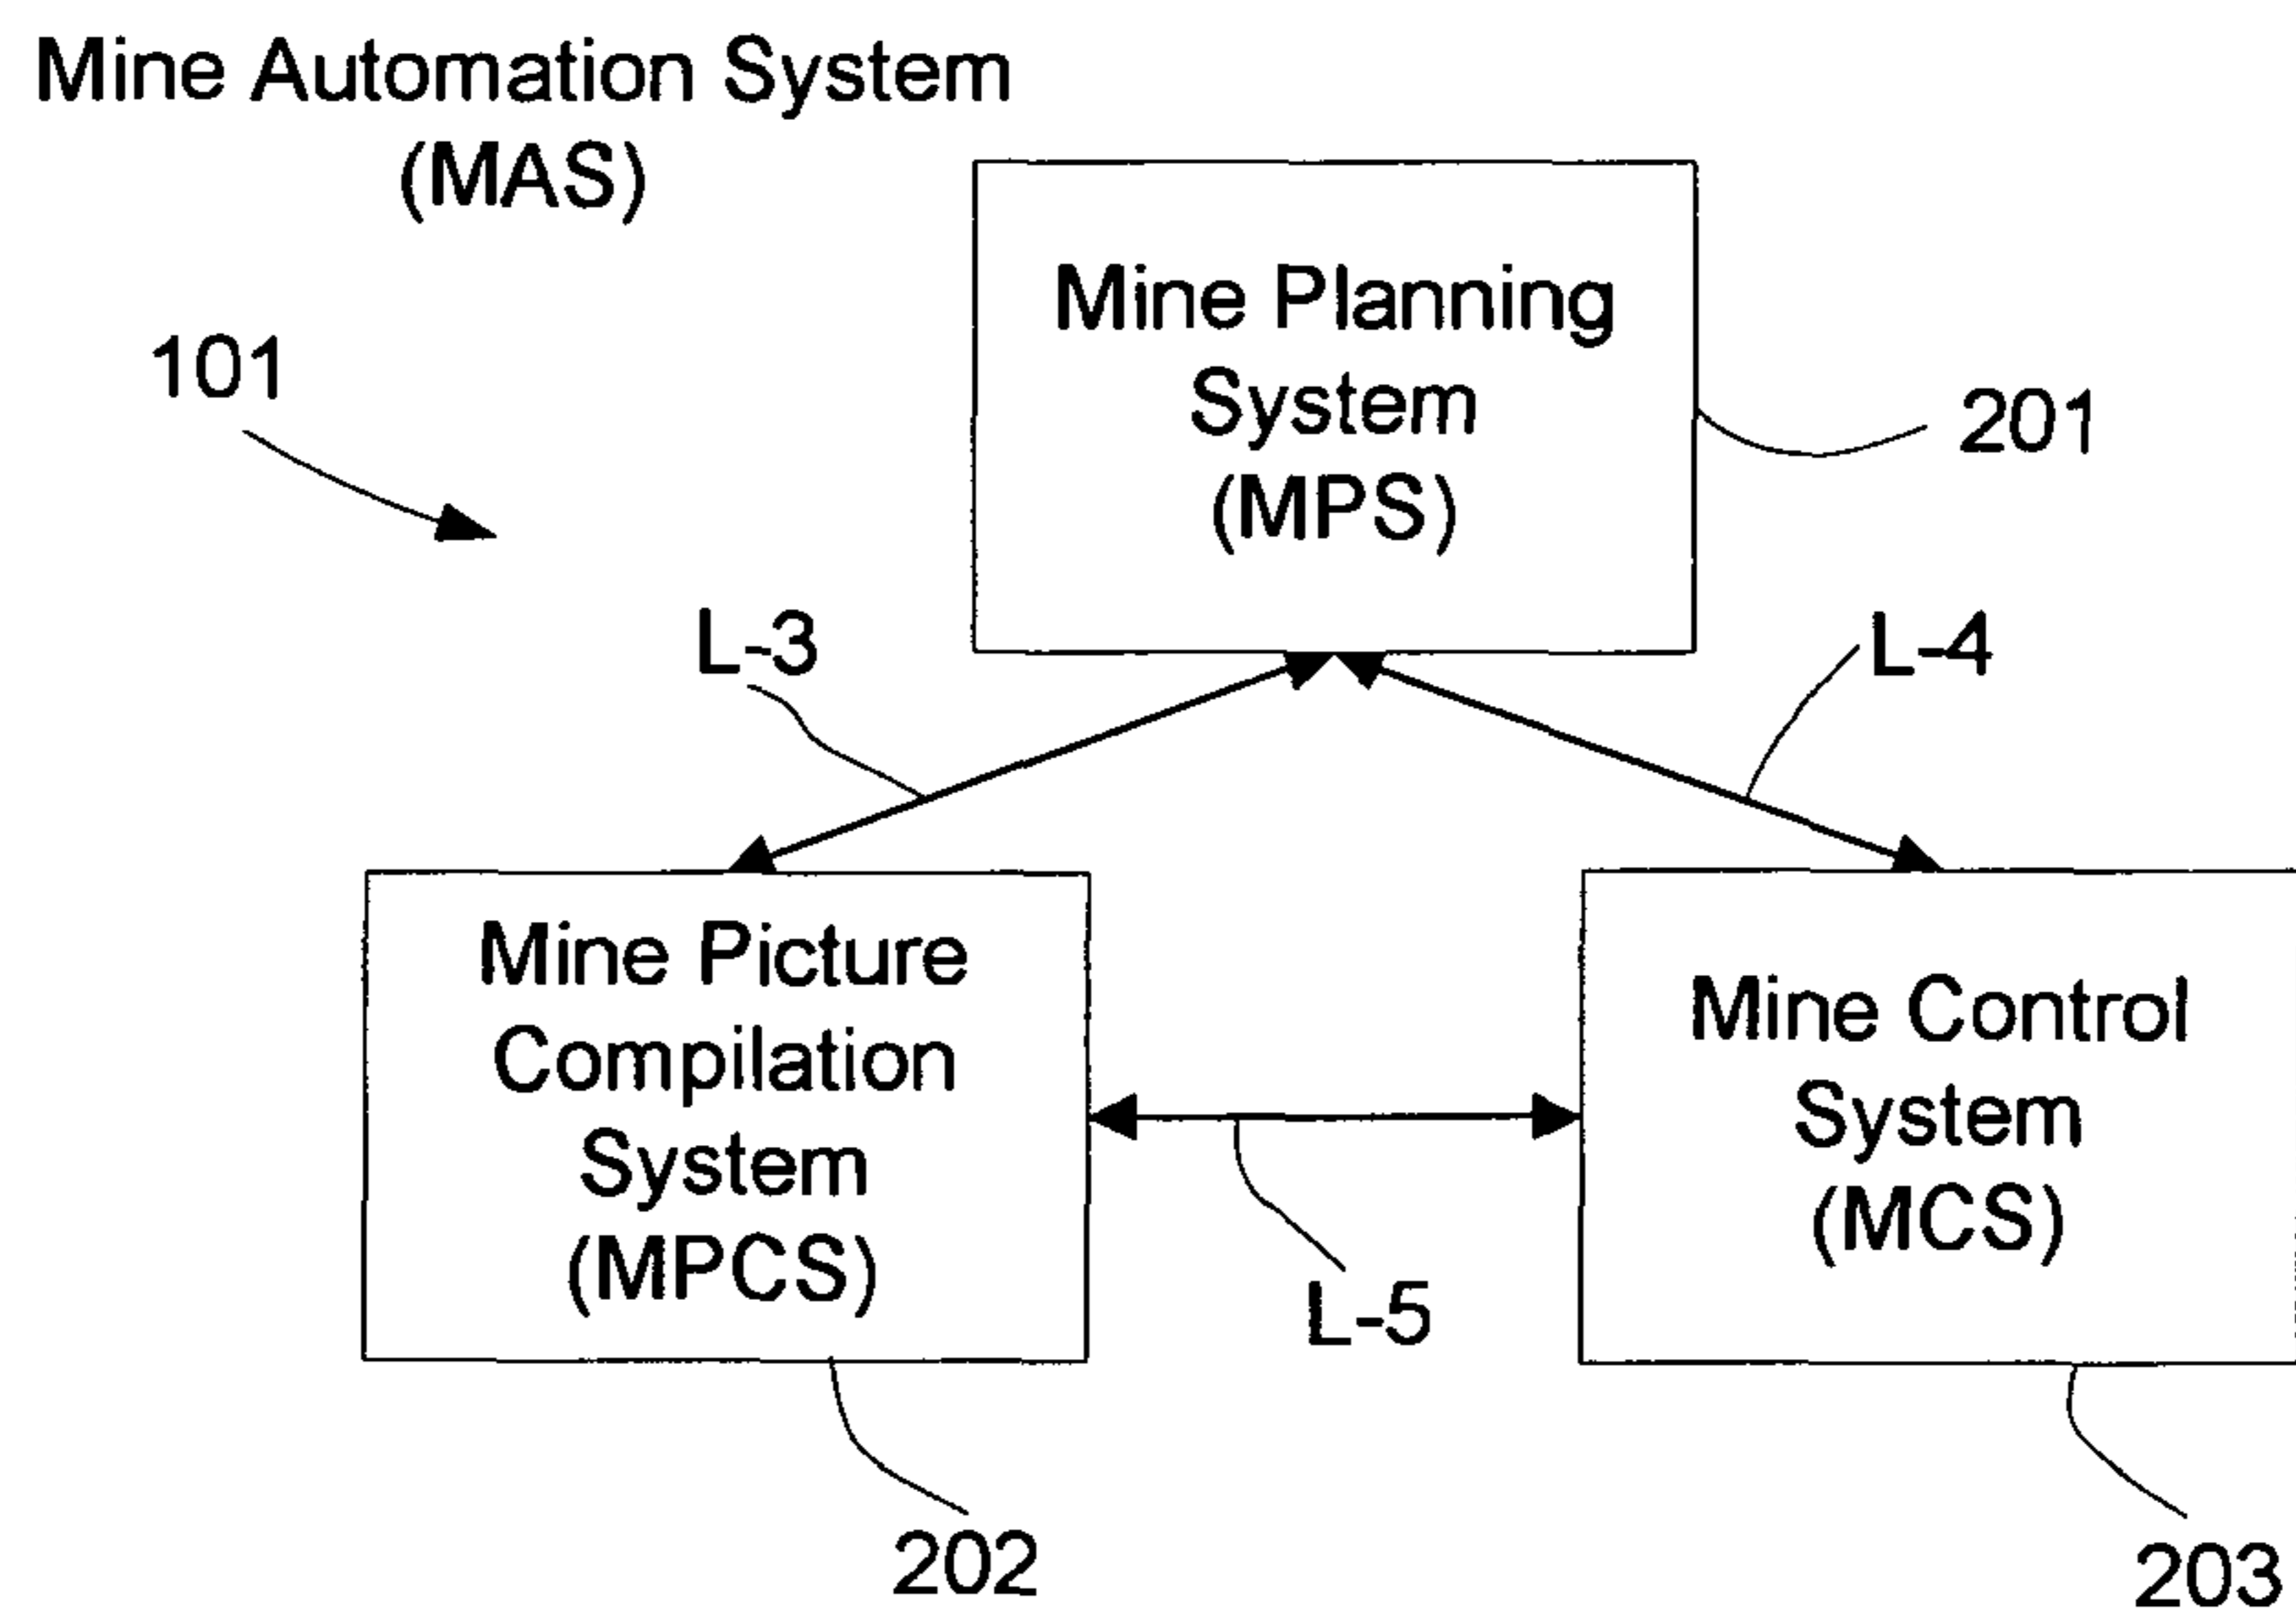 Mine Automation System
(MAS)
Mine Planning
System
(MPS)
101
201
L-3
L-4
Mine Picture
Compilation
System
(MPCS)
Mine Control
System
(MCS)
L-5
202
203